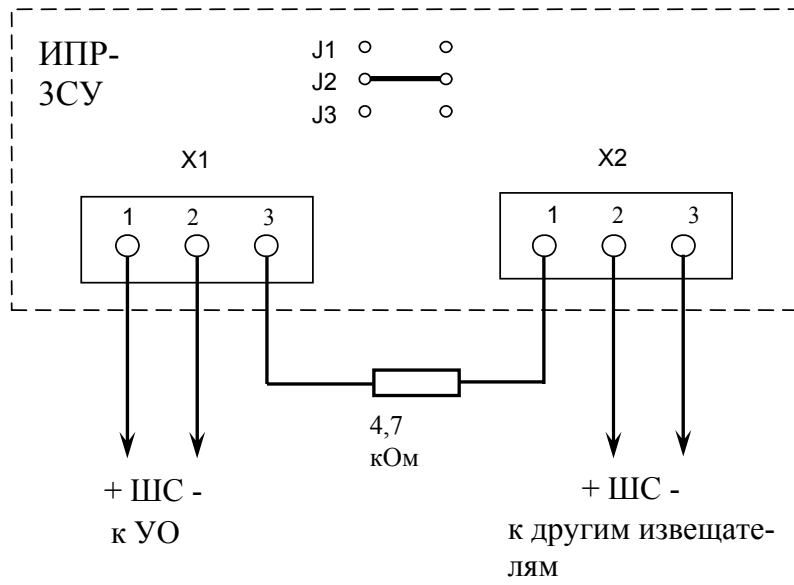 ИПР-
3СУ
J1
J2
J3
X1
X2
1 2 3
1 2 3
4,7
кОм
+ ШС -
к УО
+ ШС -
к другим извещате-
лям